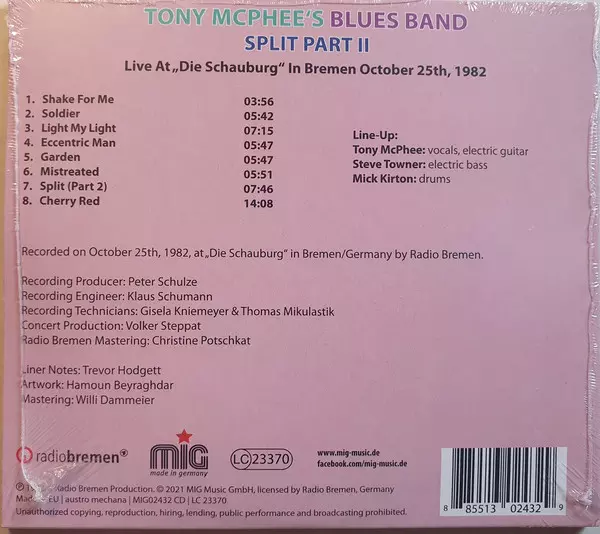 TONY MCPHEE'S BLUES BAND
SPLIT PART II
Live At „Die Schauburg“ In Bremen October 25th, 1982
1. Shake For Me 03:56
2. Soldier 05:42
3. Light My Light 07:15
4. Eccentric Man 05:47
5. Garden 05:47
6. Mistreated 05:51
7. Split (Part 2) 07:46
8. Cherry Red 14:08
Line-Up:
Tony McPhee: vocals, electric guitar
Steve Towner: electric bass
Mick Kirton: drums
Recorded on October 25th, 1982, at „Die Schauburg“ in Bremen/Germany by Radio Bremen.
Recording Producer: Peter Schulze
Recording Engineer: Klaus Schumann
Recording Technicians: Gisela Kniemeyer & Thomas Mikulastik
Concert Production: Volker Steppat
Radio Bremen Mastering: Christine Potschkat
Liner Notes: Trevor Hodgett
Artwork: Hamoun Beyraghdar
Mastering: Willi Dammeier
radiobremen
MIG
made in germany
LC 23370
www.mig-music.de
facebook.com/mig-music.de
Radio Bremen Production. © 2021 MIG Music GmbH, licensed by Radio Bremen, Germany
EU | austro mechana | MIG02432 CD | LC 23370
Unauthorized copying, reproduction, hiring, lending, public performance and broadcasting prohibited.
8 85513 02432 9